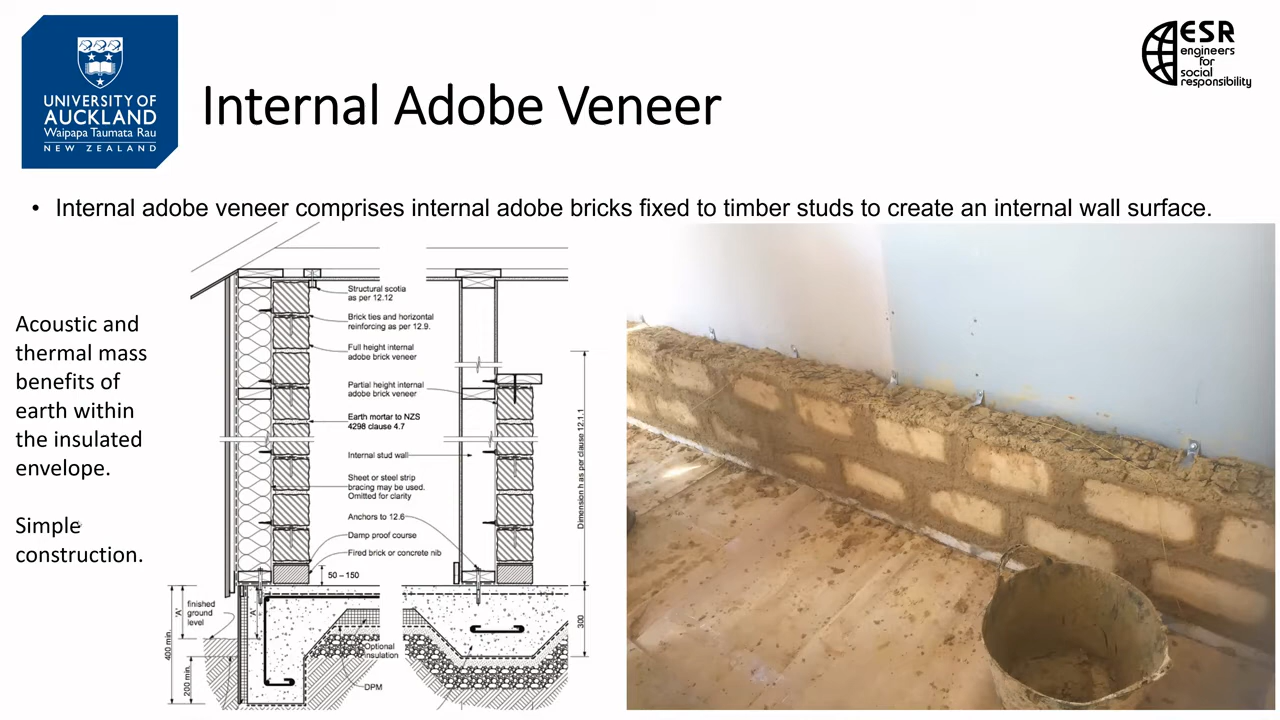 UNIVERSITY OF
AUCKLAND
Waipapa Taumata Rau
NEW ZEALAND
ESR
engineers
for
social
responsibility
Internal Adobe Veneer
• Internal adobe veneer comprises internal adobe bricks fixed to timber studs to create an internal wall surface.
Acoustic and
thermal mass
benefits of
earth within
the insulated
envelope.
Simple
construction.
Structural scotia
as per 12.12
Brick ties and horizontal
reinforcing as per 12.9.
Full height internal
adobe brick veneer
Partial height internal
adobe brick veneer
Earth mortar to NZS
4298 clause 4.7
Internal stud wall
Sheet or steel strip
bracing may be used.
Omitted for clarity
Anchors to 12.6
Damp proof course
Fired brick or concrete nib
50 – 150
Dimension h as per clause 12.1.1
300
finished
ground
level
'A'
'A'
400 min.
200 min.
Optional
insulation
DPM